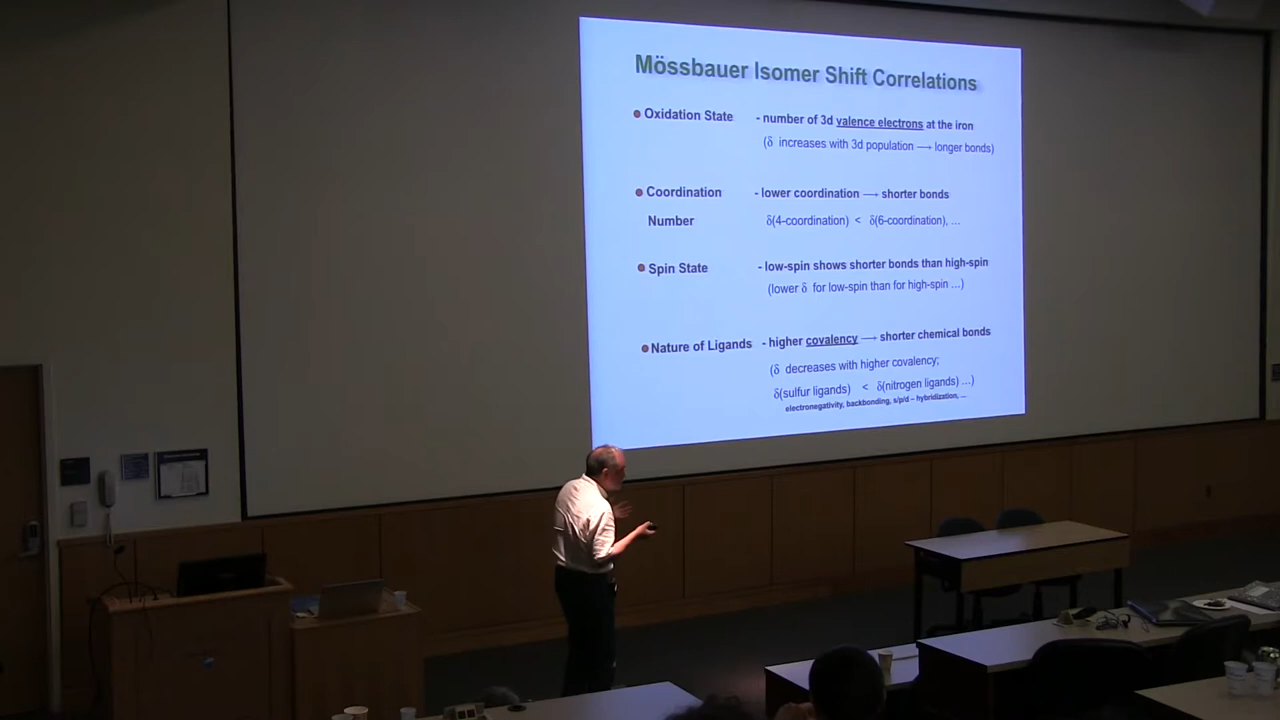 Mössbauer Isomer Shift Correlations
Oxidation State - number of 3d valence electrons at the iron
(δ increases with 3d population → longer bonds)
Coordination - lower coordination → shorter bonds
Number δ(4-coordination) < δ(6-coordination), ...
Spin State - low-spin shows shorter bonds than high-spin
(lower δ for low-spin than for high-spin ...)
Nature of Ligands - higher covalency → shorter chemical bonds
(δ decreases with higher covalency;
δ(sulfur ligands) < δ(nitrogen ligands) ...)
electronegativity, backbonding, s/p/d – hybridization, ...